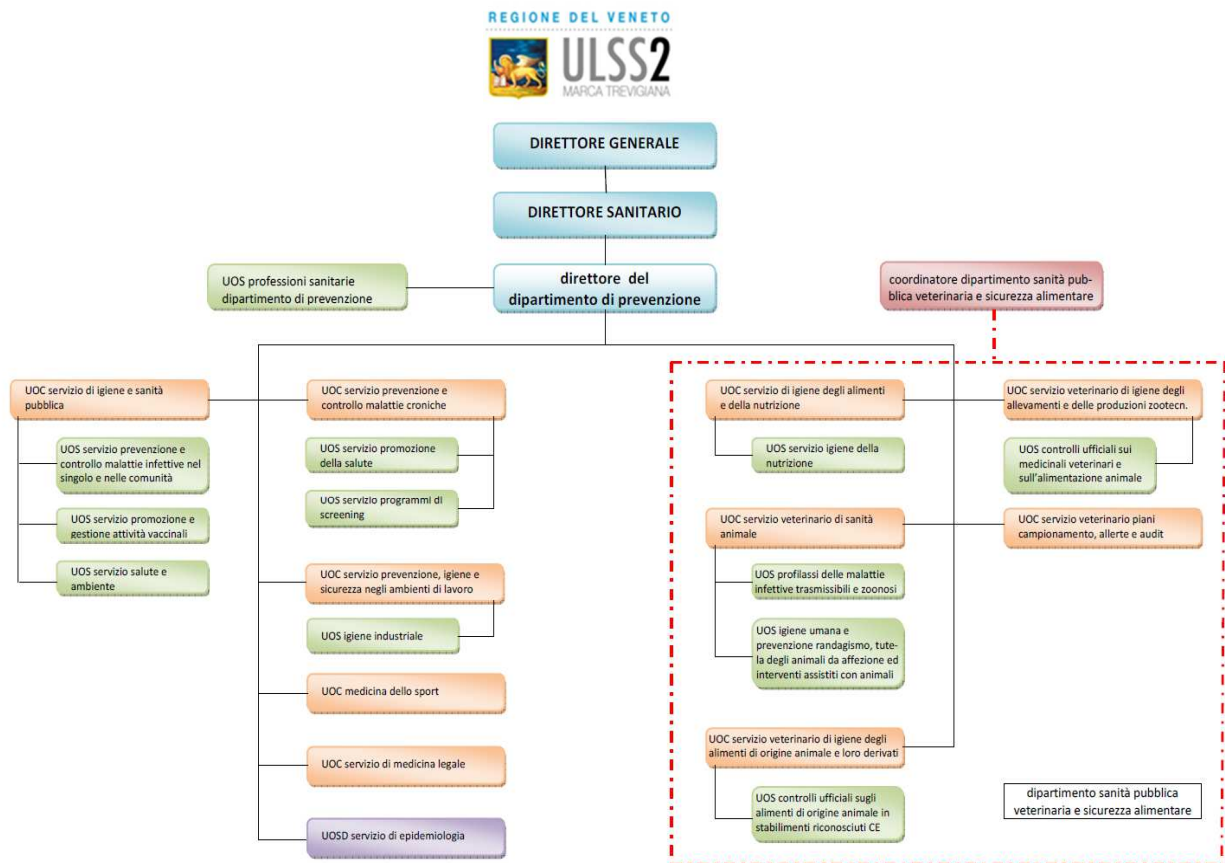 REGIONE DEL VENETO
ULSS2
MARCA TREVIGIANA
DIRETTORE GENERALE
DIRETTORE SANITARIO
direttore del
dipartimento di prevenzione
UOS professioni sanitarie
dipartimento di prevenzione
coordinatore dipartimento sanità pub-
blica veterinaria e sicurezza alimentare
UOC servizio di igiene e sanità
pubblica
UOS servizio prevenzione e
controllo malattie infettive nel
singolo e nelle comunità
UOS servizio promozione e
gestione attività vaccinali
UOS servizio salute e
ambiente
UOC servizio prevenzione e
controllo malattie croniche
UOS servizio promozione
della salute
UOS servizio programmi di
screening
UOC servizio prevenzione, igiene e
sicurezza negli ambienti di lavoro
UOS igiene industriale
UOC medicina dello sport
UOC servizio di medicina legale
UOSD servizio di epidemiologia
UOC servizio di igiene degli alimenti
e della nutrizione
UOS servizio igiene della
nutrizione
UOC servizio veterinario di sanità
animale
UOS profilassi delle malattie
infettive trasmissibili e zoonosi
UOS igiene umana e
prevenzione randagismo, tute-
la degli animali da affezione ed
interventi assistiti con animali
UOC servizio veterinario di igiene degli
alimenti di origine animale e loro derivati
UOS controlli ufficiali sugli
alimenti di origine animale in
stabilimenti riconosciuti CE
UOC servizio veterinario di igiene degli
allevamenti e delle produzioni zootecn.
UOS controlli ufficiali sui
medicinali veterinari e
sull'alimentazione animale
UOC servizio veterinario piani
campionamento, allerte e audit
dipartimento sanità pubblica
veterinaria e sicurezza alimentare